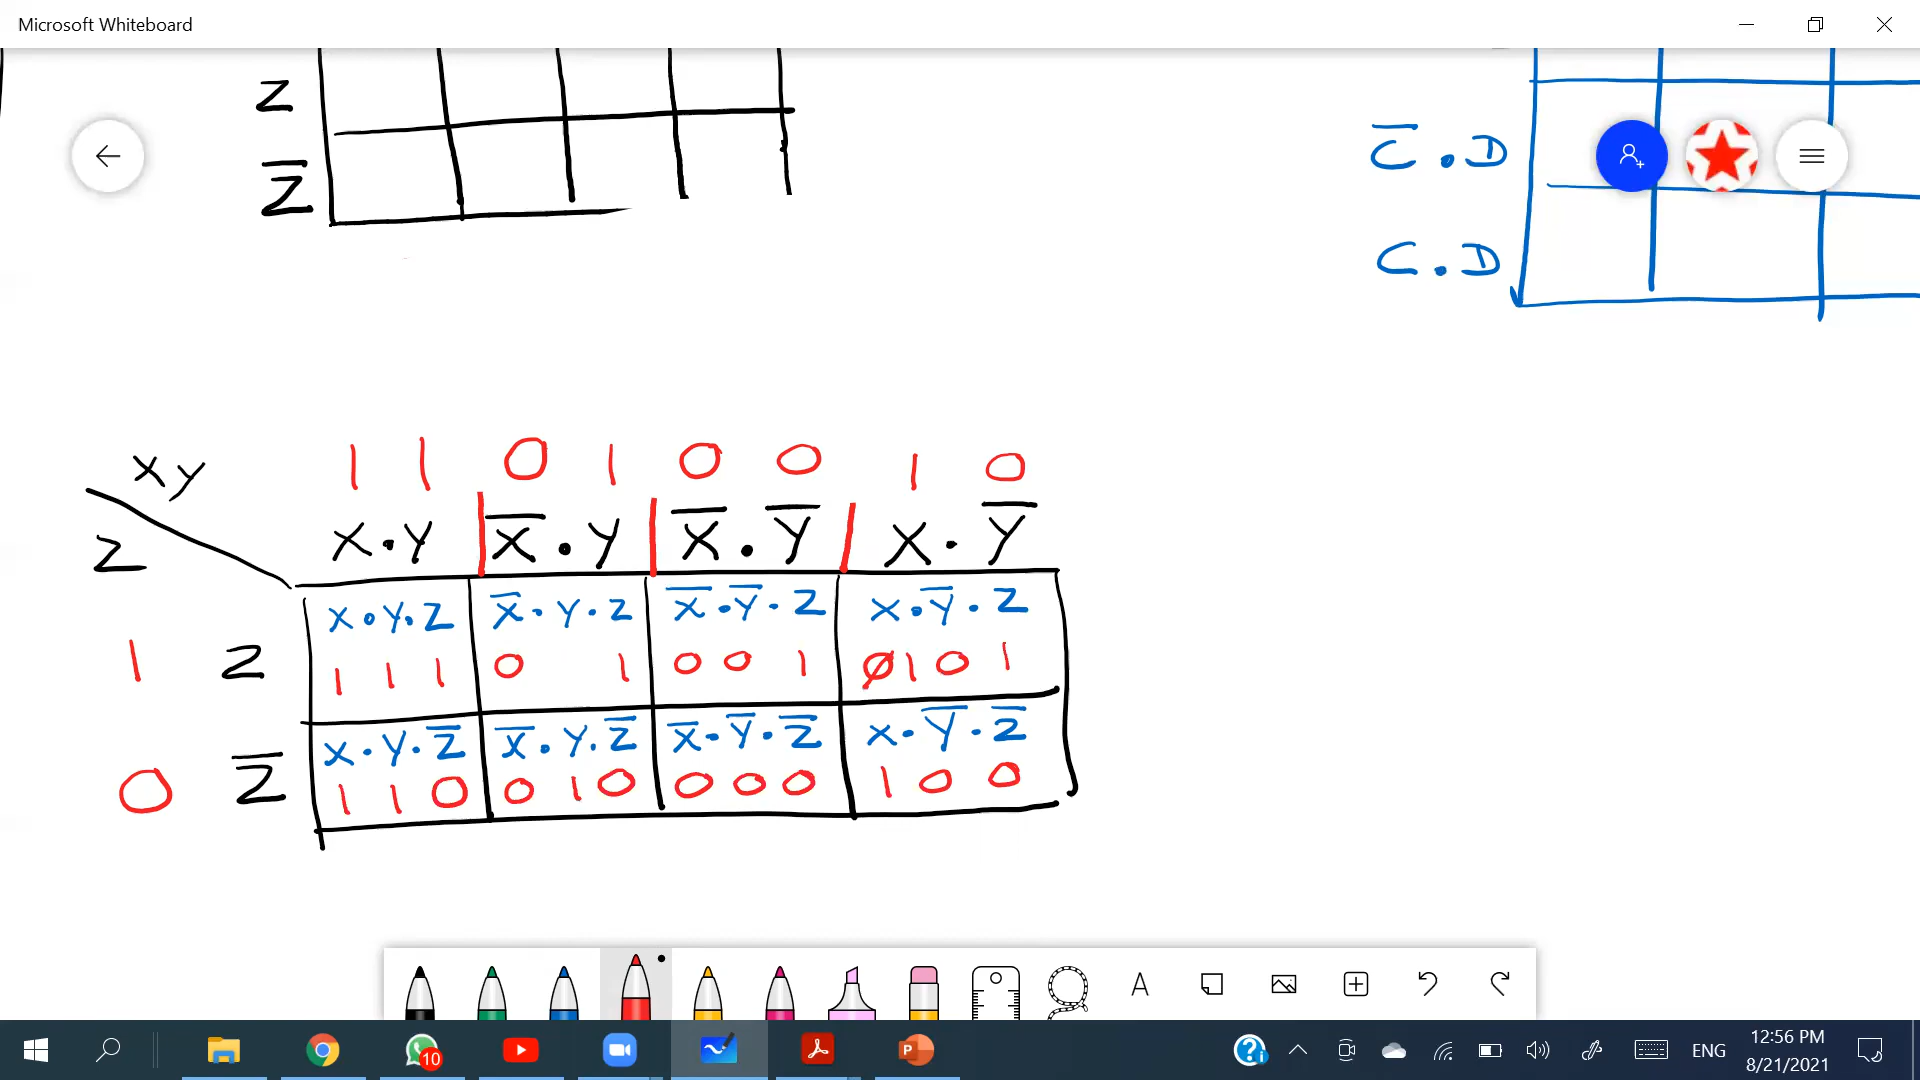 Microsoft Whiteboard
Z
Z̅
C̅ . D
C . D
1 1 0 1 0 0 1 0
X Y
X . Y | X̅ . Y | X̅ . Y̅ | X . Y̅
Z
X . Y . Z X̅ . Y . Z X̅ . Y̅ . Z X . Y̅ . Z
1 Z 1 1 1 0 1 0 0 1 0 1 0 1
X . Y . Z̅ X̅ . Y . Z̅ X̅ . Y̅ . Z̅ X . Y̅ . Z̅
0 Z̅ 1 1 0 0 1 0 0 0 0 1 0 0
A
10
P
ENG
12:56 PM
8/21/2021